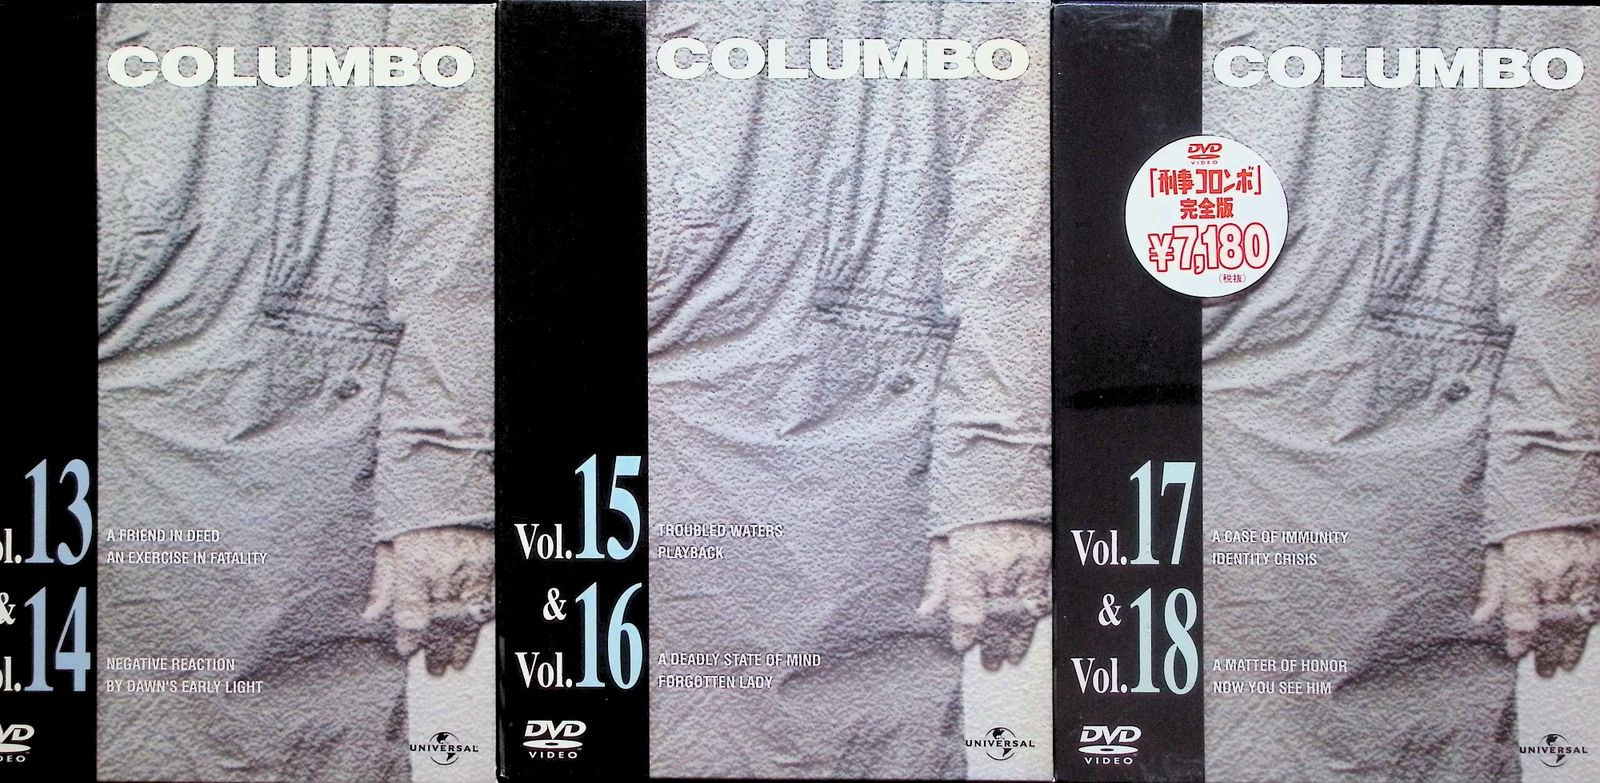 COLUMBO
13
A FRIEND IN DEED
AN EXERCISE IN FATALITY
&
14
NEGATIVE REACTION
BY DAWN'S EARLY LIGHT
UNIVERSAL
COLUMBO
Vol.15
TROUBLED WATERS
PLAYBACK
&
Vol.16
A DEADLY STATE OF MIND
FORGOTTEN LADY
DVD
VIDEO
UNIVERSAL
COLUMBO
DVD
VIDEO
「刑事コロンボ」
完全版
¥7,180
(税抜)
Vol.17
A CASE OF IMMUNITY
IDENTITY CRISIS
&
Vol.18
A MATTER OF HONOR
NOW YOU SEE HIM
DVD
VIDEO
UNIVERSAL